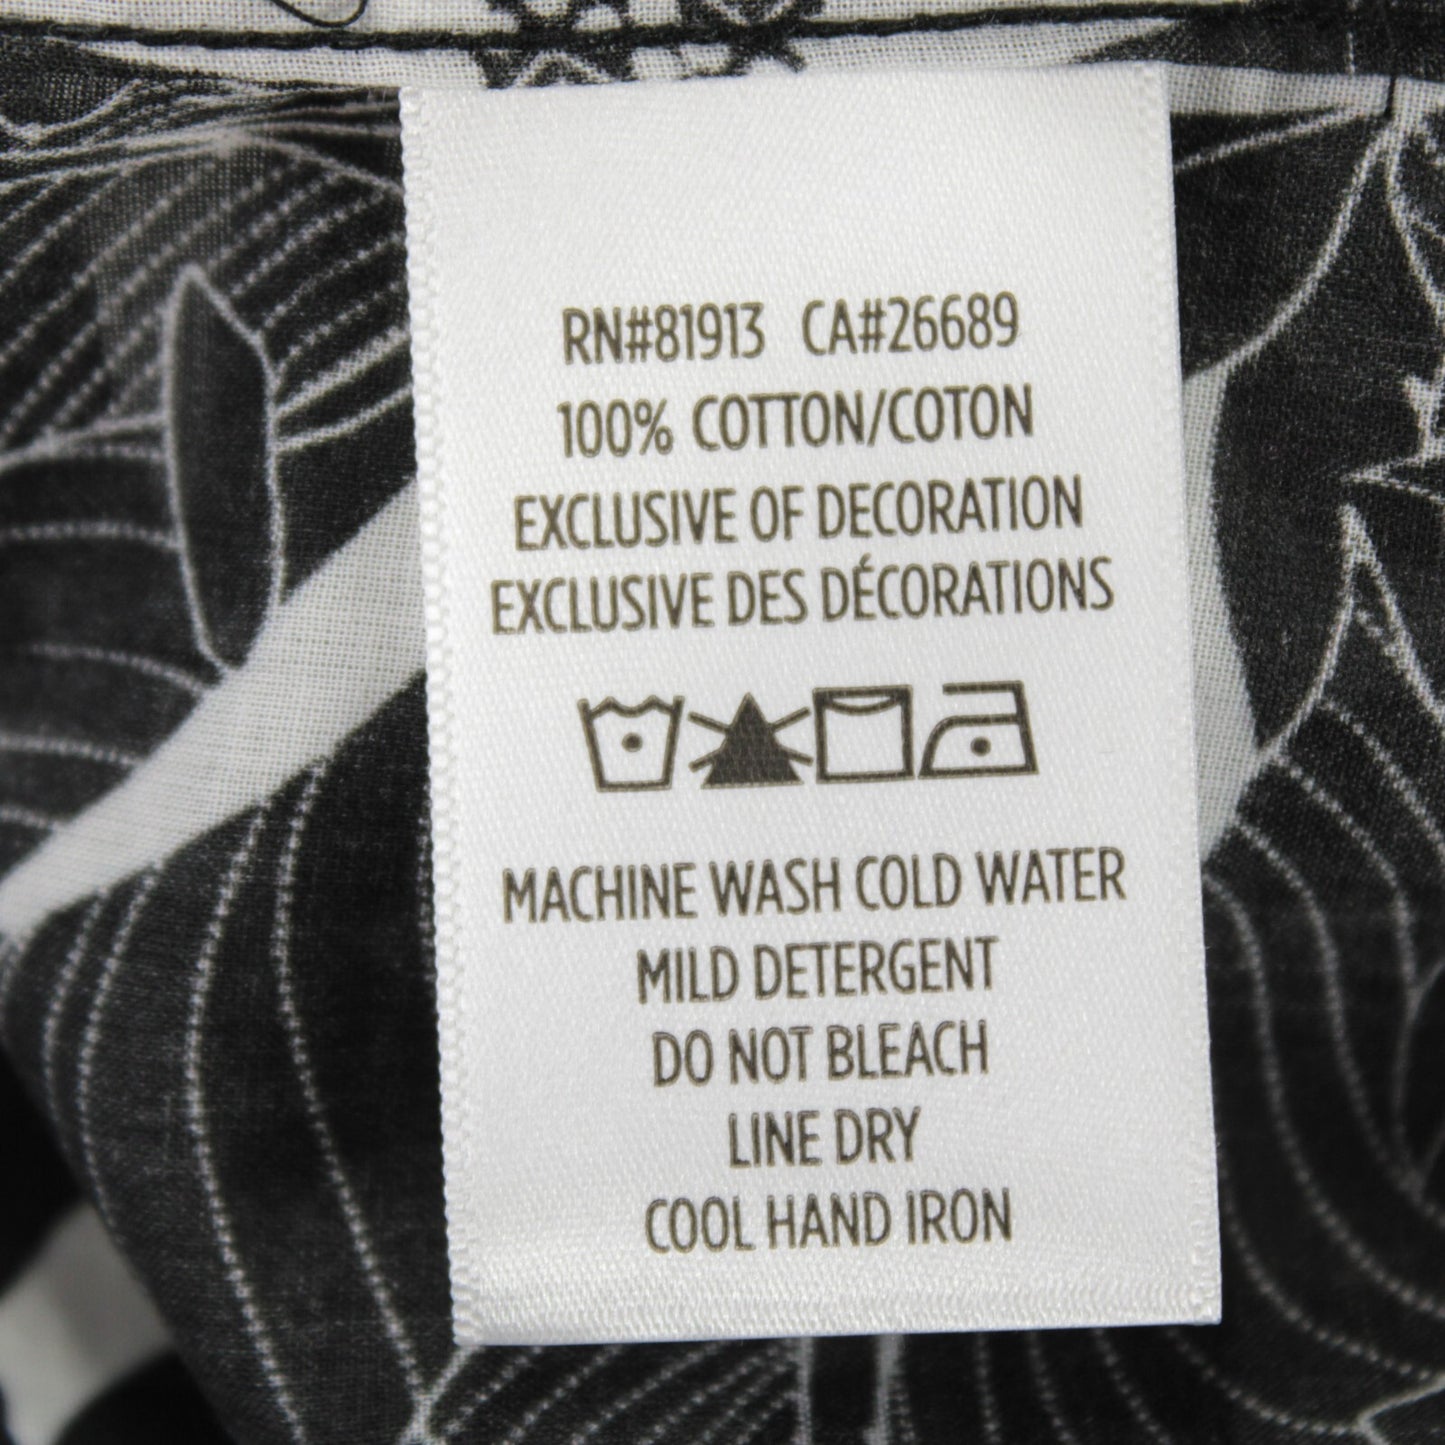 RN#81913 CA#26689
100% COTTON/COTON
EXCLUSIVE OF DECORATION
EXCLUSIVE DES DÉCORATIONS
MACHINE WASH COLD WATER
MILD DETERGENT
DO NOT BLEACH
LINE DRY
COOL HAND IRON